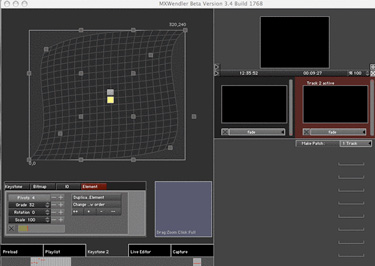 MXWendler Beta Version 3.4 Build 1768
320,240
0,0
12:35:52
00:09:27
100
Track 2 active
fade
fade
Make-Patch:
1 Track
Keystone
Bitmap
IO
Element
Pivots 4
Grade 32
Rotation 0
Scale 100
Duplica. Element
Change .. w order
Drag Zoom Click Pull
Preload
Playlist
Keystone 2
Live Editor
Capture